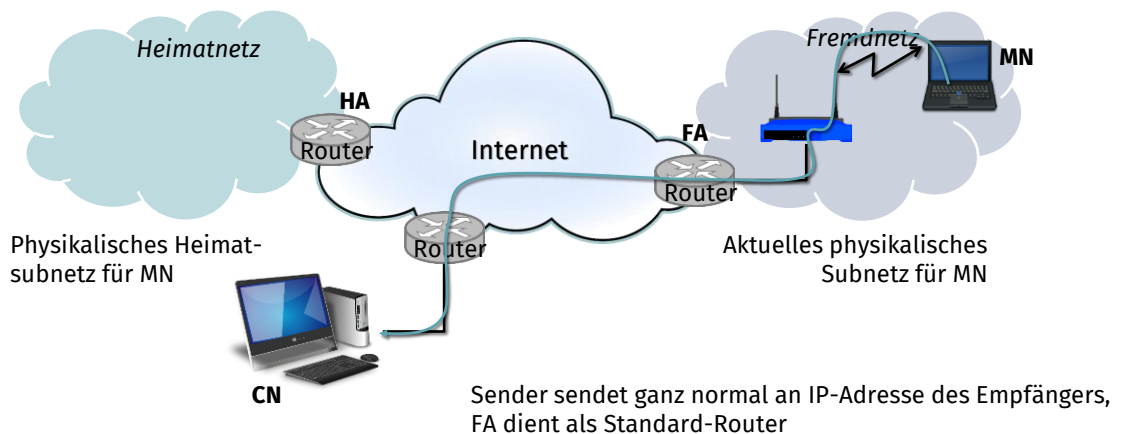 Heimatnetz
Fremdnetz
MN
HA
Router
Internet
FA
Router
Router
Physikalisches Heimat-
subnetz für MN
Aktuelles physikalisches
Subnetz für MN
CN
Sender sendet ganz normal an IP-Adresse des Empfängers,
FA dient als Standard-Router